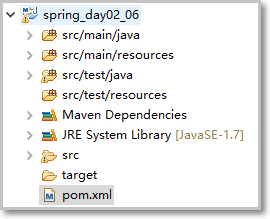 spring_day02_06
src/main/java
src/main/resources
src/test/java
src/test/resources
Maven Dependencies
JRE System Library [JavaSE-1.7]
src
target
pom.xml